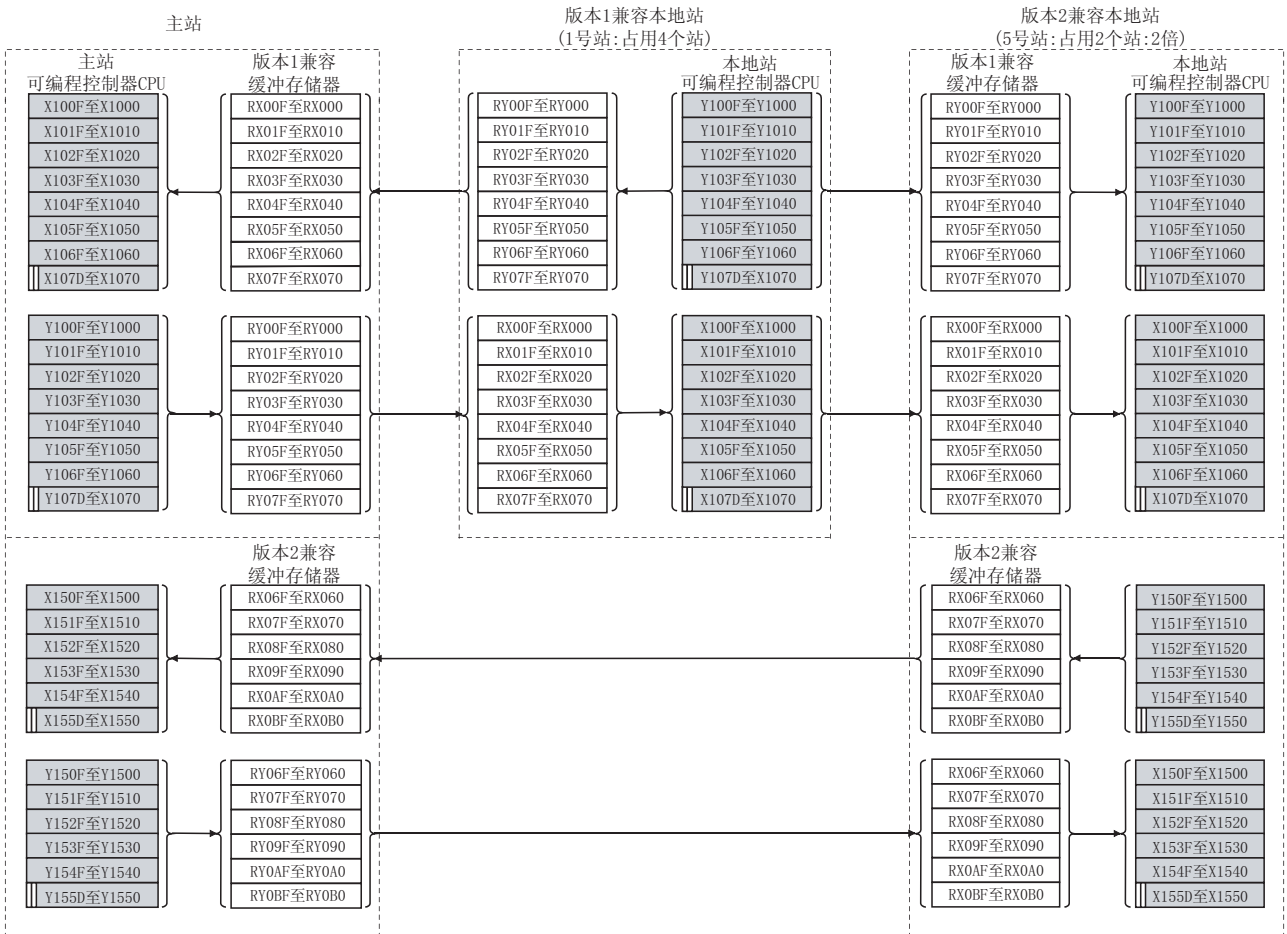 主站
版本1兼容本地站
(1号站:占用4个站)
版本2兼容本地站
(5号站:占用2个站:2倍)
主站
可编程控制器CPU
版本1兼容
缓冲存储器
本地站
可编程控制器CPU
版本1兼容
缓冲存储器
本地站
可编程控制器CPU
X100F至X1000
X101F至X1010
X102F至X1020
X103F至X1030
X104F至X1040
X105F至X1050
X106F至X1060
X107D至X1070
RX00F至RX000
RX01F至RX010
RX02F至RX020
RX03F至RX030
RX04F至RX040
RX05F至RX050
RX06F至RX060
RX07F至RX070
RY00F至RY000
RY01F至RY010
RY02F至RY020
RY03F至RY030
RY04F至RY040
RY05F至RY050
RY06F至RY060
RY07F至RY070
Y100F至Y1000
Y101F至Y1010
Y102F至Y1020
Y103F至Y1030
Y104F至Y1040
Y105F至Y1050
Y106F至Y1060
Y107D至Y1070
RY00F至RY000
RY01F至RY010
RY02F至RY020
RY03F至RY030
RY04F至RY040
RY05F至RY050
RY06F至RY060
RY07F至RY070
Y100F至Y1000
Y101F至Y1010
Y102F至Y1020
Y103F至Y1030
Y104F至Y1040
Y105F至Y1050
Y106F至Y1060
Y107D至Y1070
Y100F至Y1000
Y101F至Y1010
Y102F至Y1020
Y103F至Y1030
Y104F至Y1040
Y105F至Y1050
Y106F至Y1060
Y107D至Y1070
RY00F至RY000
RY01F至RY010
RY02F至RY020
RY03F至RY030
RY04F至RY040
RY05F至RY050
RY06F至RY060
RY07F至RY070
RX00F至RX000
RX01F至RX010
RX02F至RX020
RX03F至RX030
RX04F至RX040
RX05F至RX050
RX06F至RX060
RX07F至RX070
X100F至X1000
X101F至X1010
X102F至X1020
X103F至X1030
X104F至X1040
X105F至X1050
X106F至X1060
X107D至X1070
RX00F至RX000
RX01F至RX010
RX02F至RX020
RX03F至RX030
RX04F至RX040
RX05F至RX050
RX06F至RX060
RX07F至RX070
X100F至X1000
X101F至X1010
X102F至X1020
X103F至X1030
X104F至X1040
X105F至X1050
X106F至X1060
X107D至X1070
版本2兼容
缓冲存储器
版本2兼容
缓冲存储器
X150F至X1500
X151F至X1510
X152F至X1520
X153F至X1530
X154F至X1540
X155D至X1550
RX06F至RX060
RX07F至RX070
RX08F至RX080
RX09F至RX090
RX0AF至RX0A0
RX0BF至RX0B0
RX06F至RX060
RX07F至RX070
RX08F至RX080
RX09F至RX090
RX0AF至RX0A0
RX0BF至RX0B0
Y150F至Y1500
Y151F至Y1510
Y152F至Y1520
Y153F至Y1530
Y154F至Y1540
Y155D至Y1550
Y150F至Y1500
Y151F至Y1510
Y152F至Y1520
Y153F至Y1530
Y154F至Y1540
Y155D至Y1550
RY06F至RY060
RY07F至RY070
RY08F至RY080
RY09F至RY090
RY0AF至RY0A0
RY0BF至RY0B0
RX06F至RX060
RX07F至RX070
RX08F至RX080
RX09F至RX090
RX0AF至RX0A0
RX0BF至RX0B0
X150F至X1500
X151F至X1510
X152F至X1520
X153F至X1530
X154F至X1540
X155D至X1550